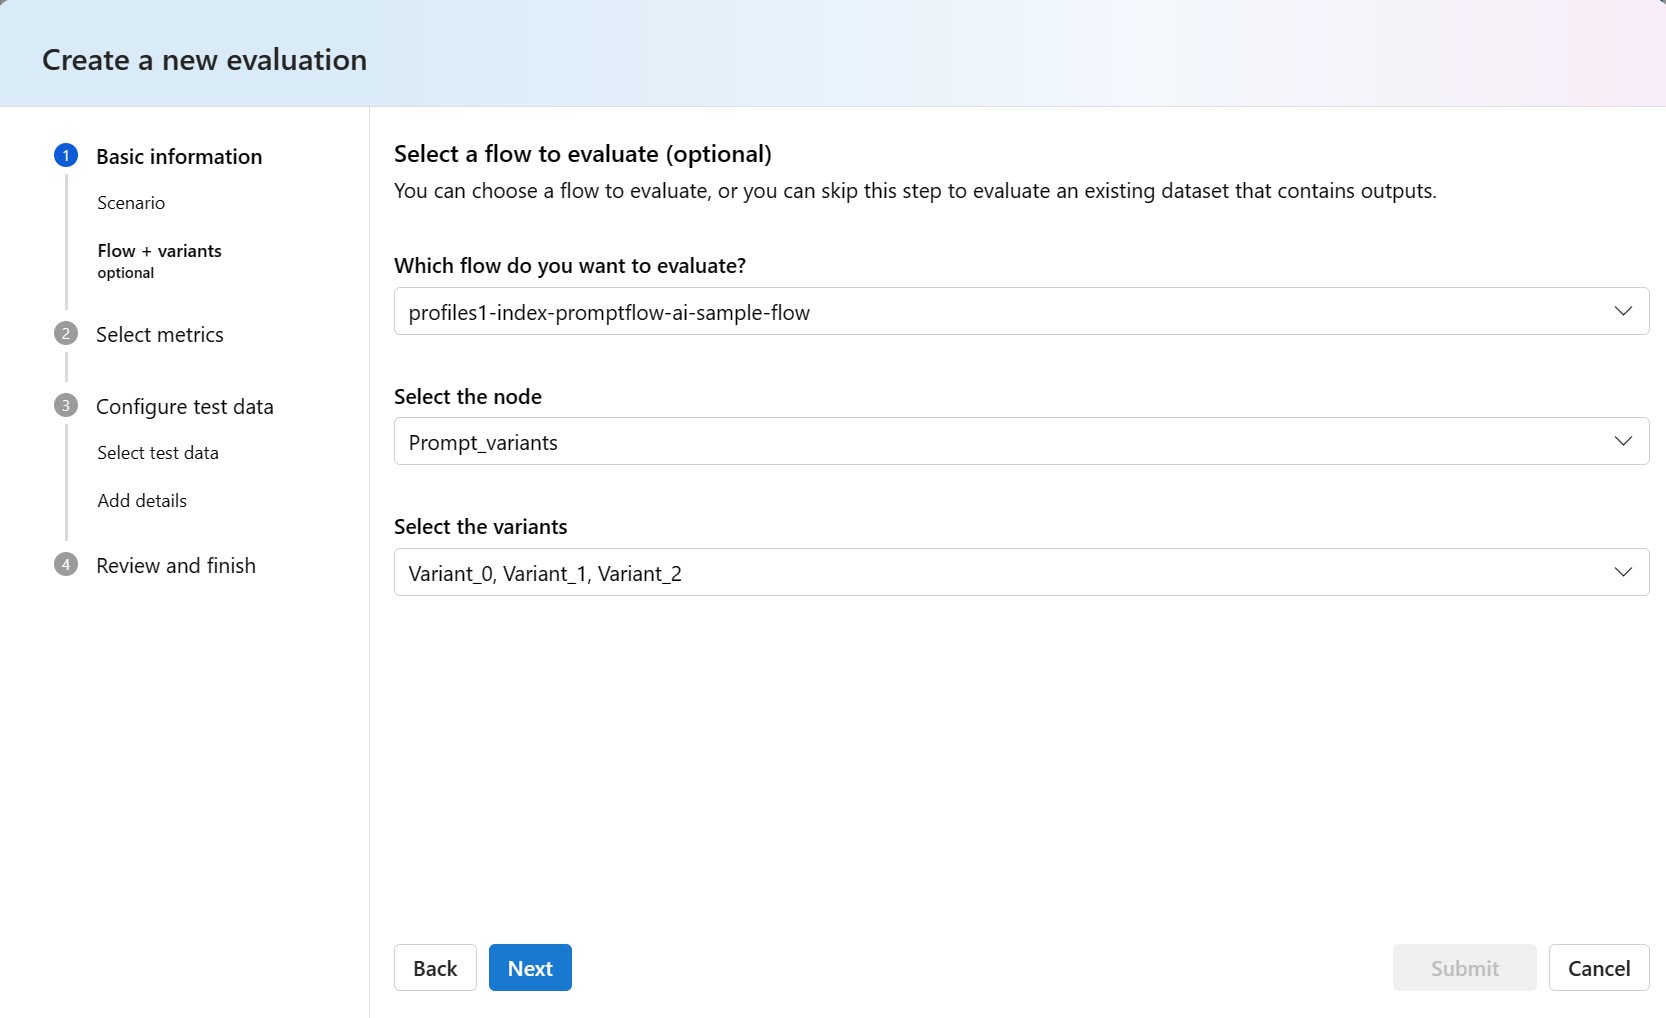 Create a new evaluation
1 Basic information
Scenario
Flow + variants
optional
2 Select metrics
3 Configure test data
Select test data
Add details
4 Review and finish
Select a flow to evaluate (optional)
You can choose a flow to evaluate, or you can skip this step to evaluate an existing dataset that contains outputs.
Which flow do you want to evaluate?
profiles1-index-promptflow-ai-sample-flow
Select the node
Prompt_variants
Select the variants
Variant_0, Variant_1, Variant_2
Back
Next
Submit
Cancel